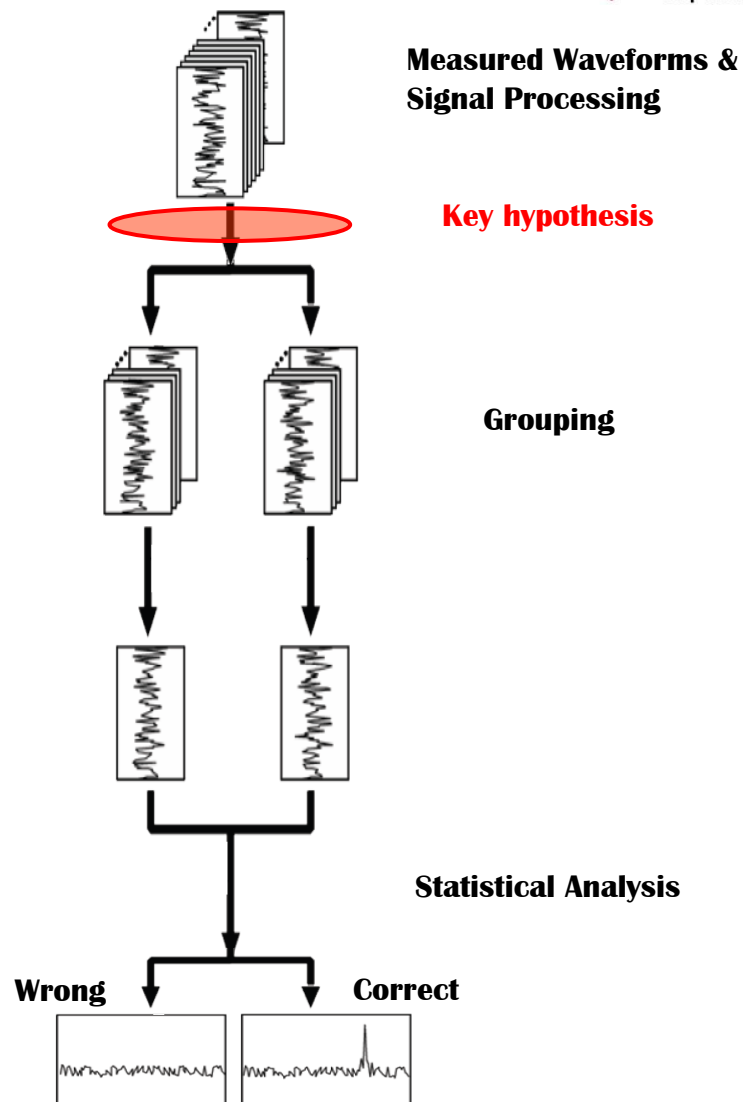 Measured Waveforms &
Signal Processing
Key hypothesis
Grouping
Statistical Analysis
Wrong
Correct